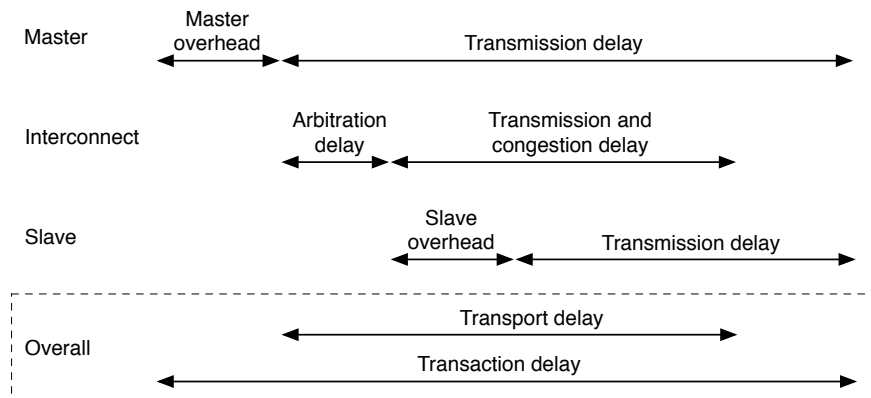 Master
Master
overhead
Transmission delay
Interconnect
Arbitration
delay
Transmission and
congestion delay
Slave
Slave
overhead
Transmission delay
Overall
Transport delay
Transaction delay